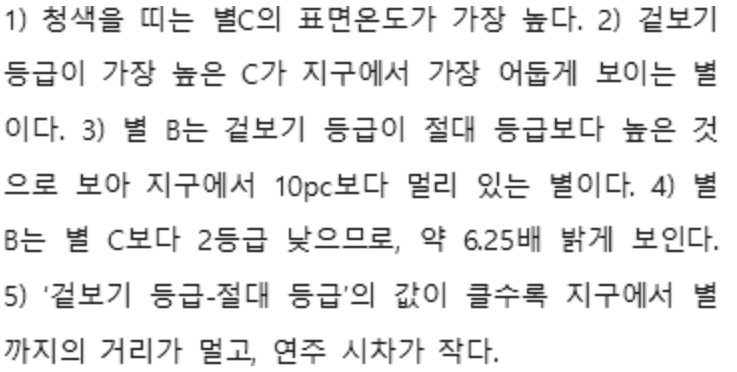 1) 청색을 띠는 별C의 표면온도가 가장 높다. 2) 겉보기
등급이 가장 높은 C가 지구에서 가장 어둡게 보이는 별
이다. 3) 별 B는 겉보기 등급이 절대 등급보다 높은 것
으로 보아 지구에서 10pc보다 멀리 있는 별이다. 4) 별
B는 별 C보다 2등급 낮으므로, 약 6.25배 밝게 보인다.
5) ‘겉보기 등급-절대 등급’의 값이 클수록 지구에서 별
까지의 거리가 멀고, 연주 시차가 작다.